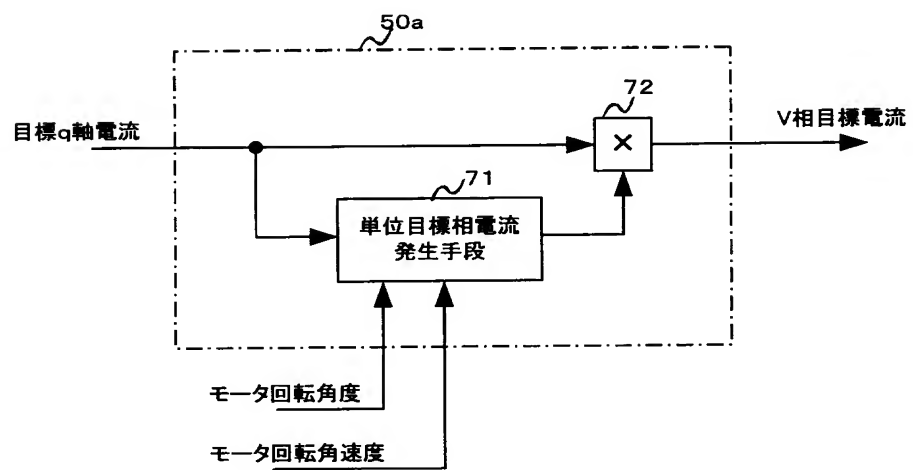 50a
72
目標q軸電流
V相目標電流
×
71
単位目標相電流
発生手段
モータ回転角度
モータ回転角速度